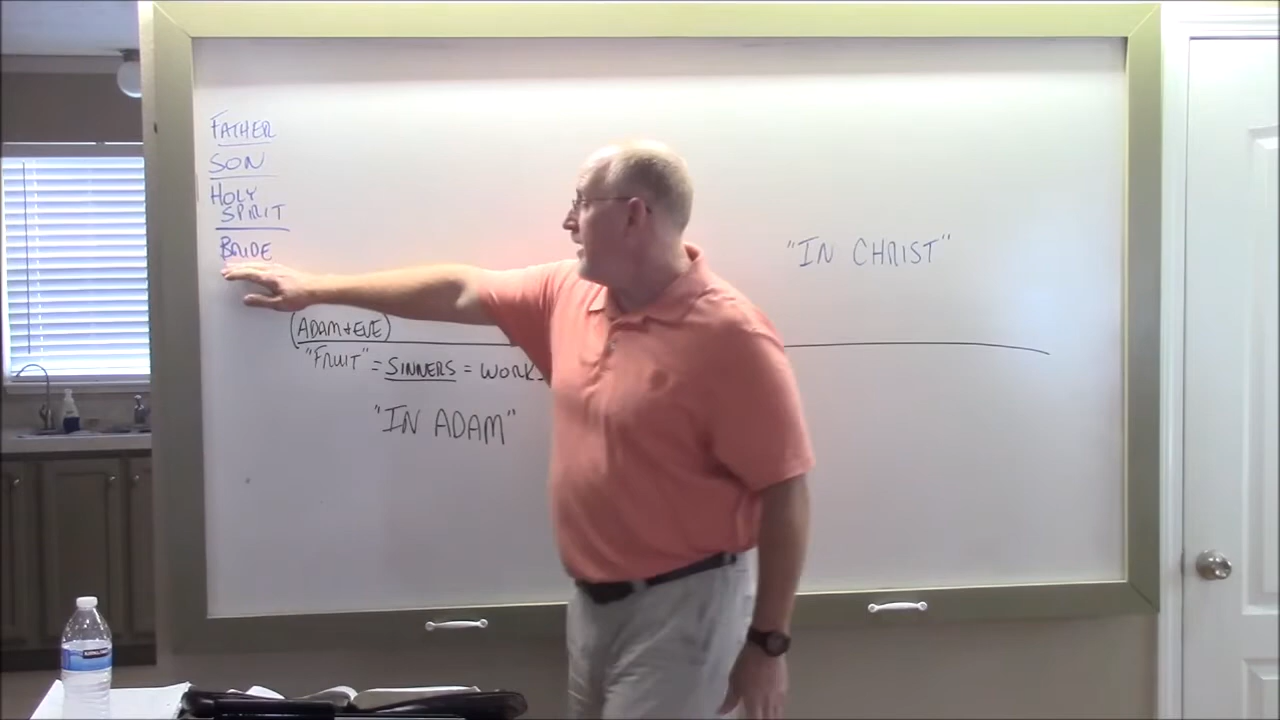 FATHER
SON
HOLY
SPIRIT
BRIDE
"IN CHRIST"
(ADAM + EVE)
"FRUIT" = SINNERS = WORK
"IN ADAM"